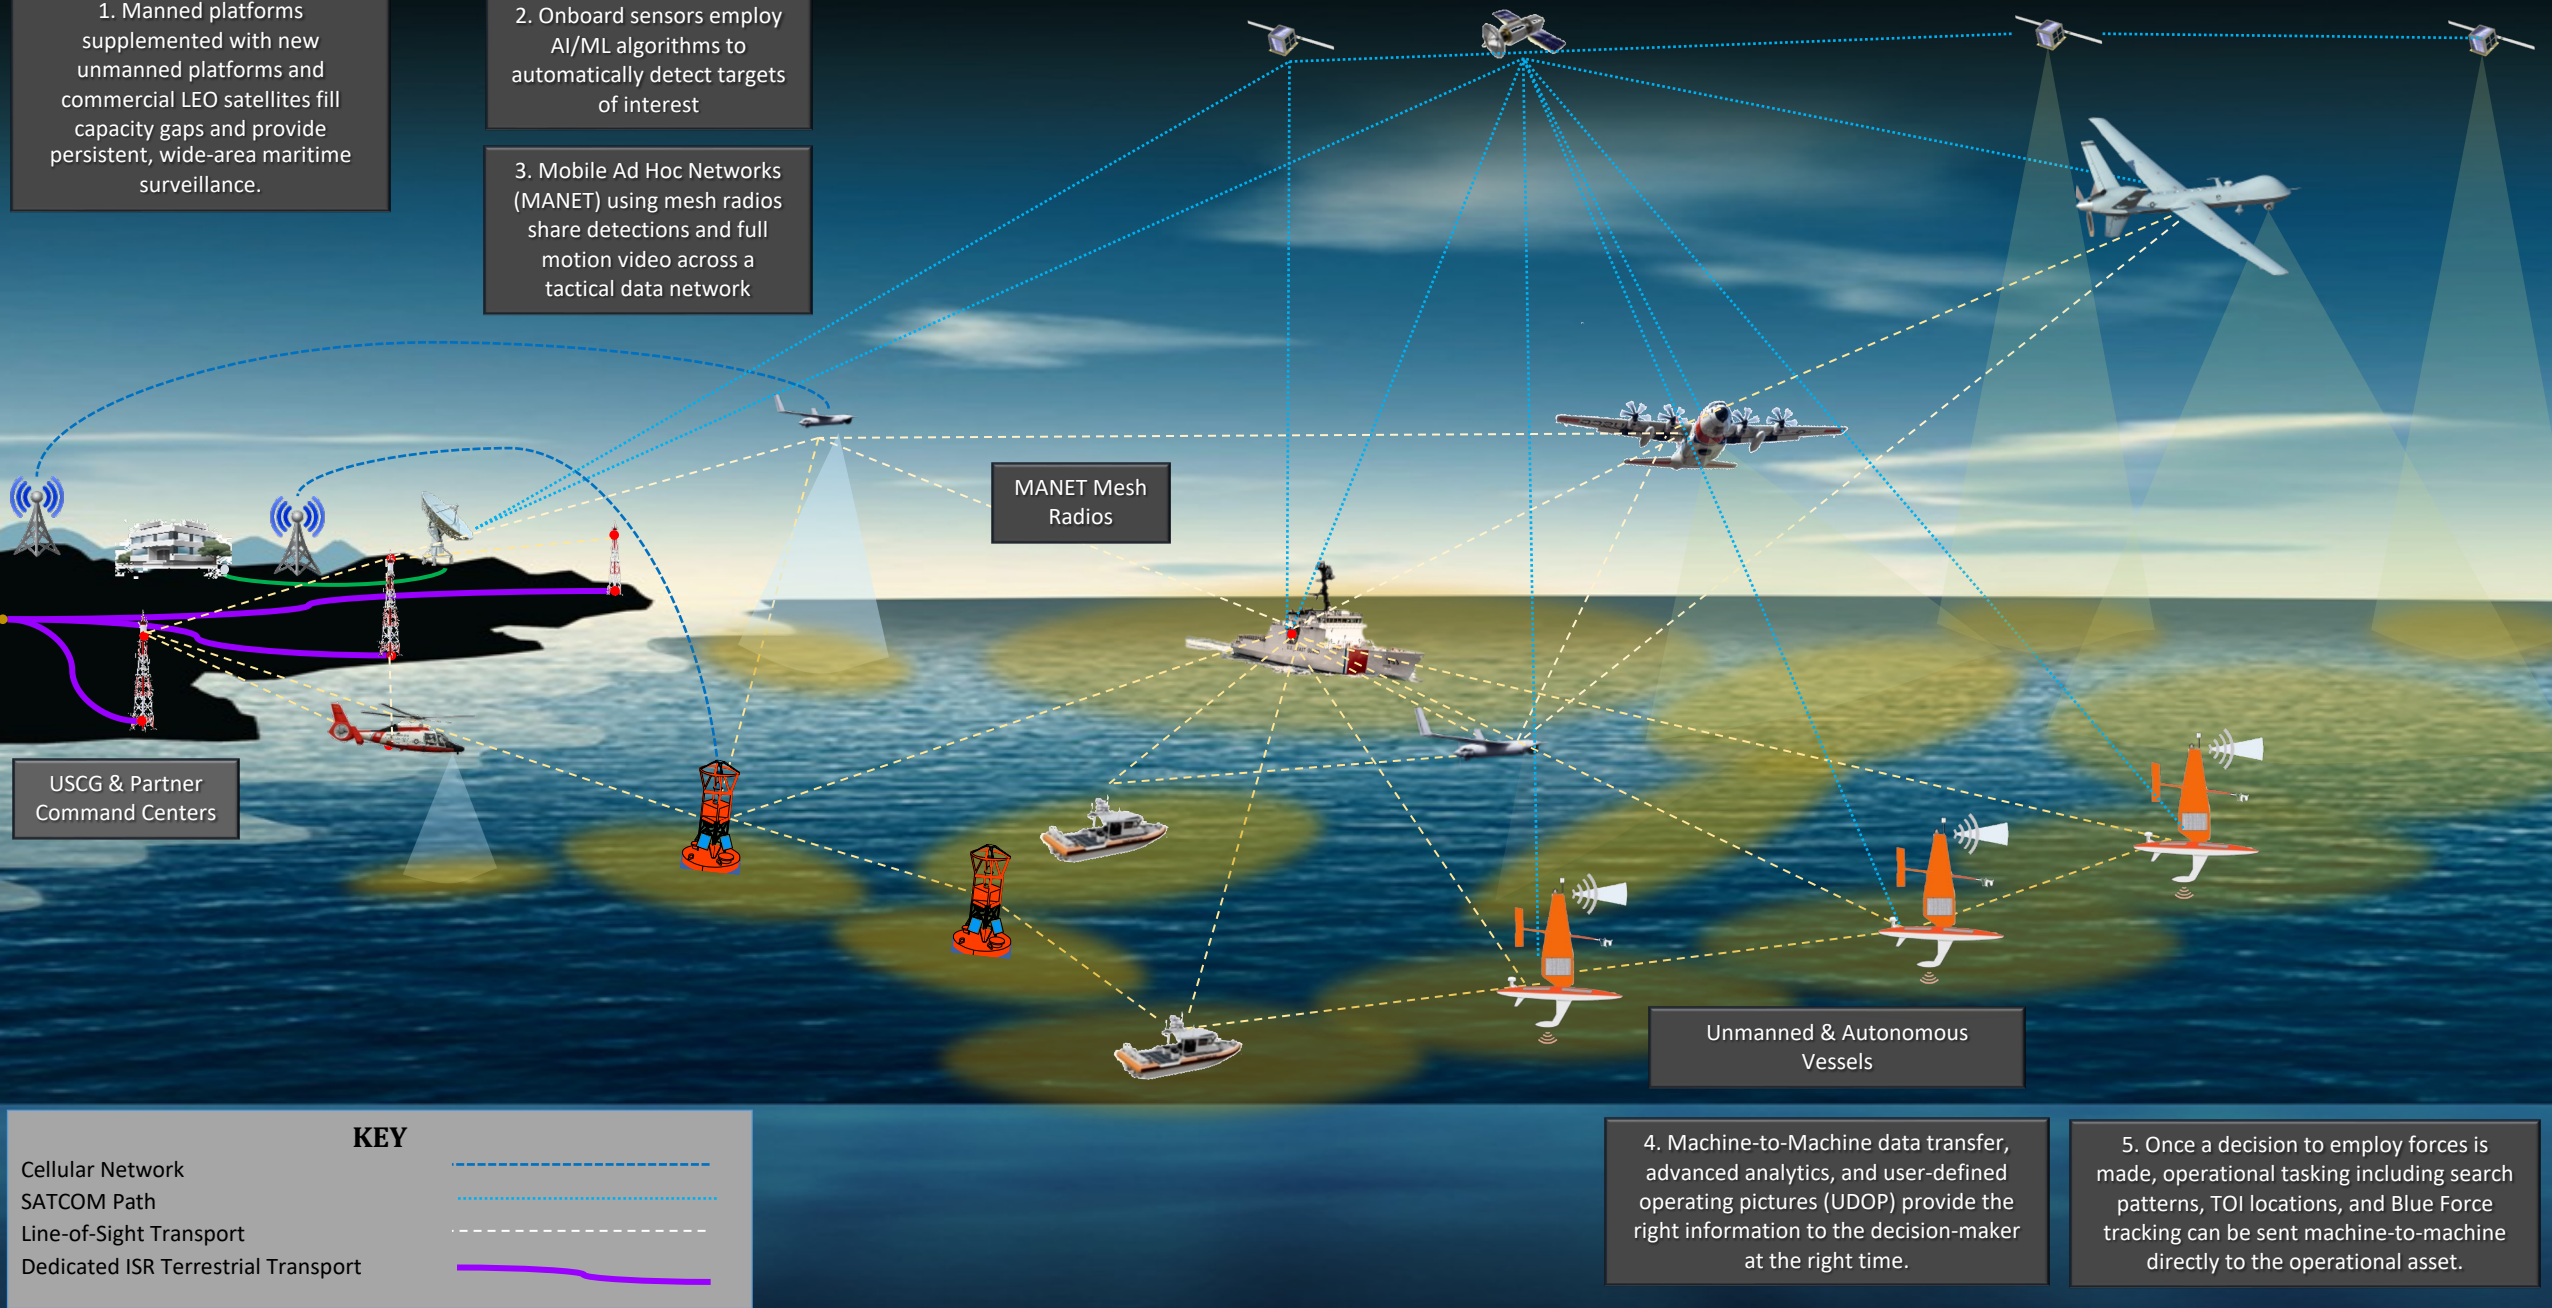 1. Manned platforms
supplemented with new
unmanned platforms and
commercial LEO satellites fill
capacity gaps and provide
persistent, wide-area maritime
surveillance.
2. Onboard sensors employ
AI/ML algorithms to
automatically detect targets
of interest
3. Mobile Ad Hoc Networks
(MANET) using mesh radios
share detections and full
motion video across a
tactical data network
MANET Mesh
Radios
USCG & Partner
Command Centers
Unmanned & Autonomous
Vessels
KEY
Cellular Network
SATCOM Path
Line-of-Sight Transport
Dedicated ISR Terrestrial Transport
4. Machine-to-Machine data transfer,
advanced analytics, and user-defined
operating pictures (UDOP) provide the
right information to the decision-maker
at the right time.
5. Once a decision to employ forces is
made, operational tasking including search
patterns, TOI locations, and Blue Force
tracking can be sent machine-to-machine
directly to the operational asset.